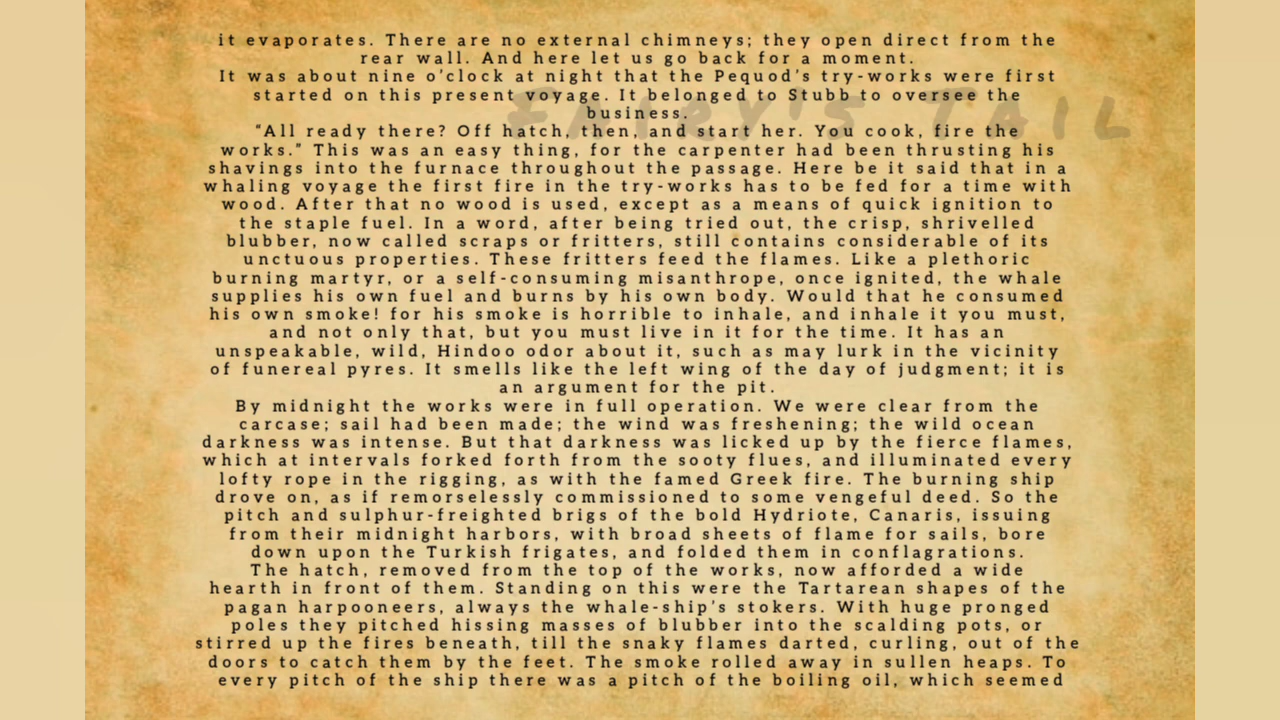 it evaporates. There are no external chimneys; they open direct from the
rear wall. And here let us go back for a moment.
It was about nine o'clock at night that the Pequod's try-works were first
started on this present voyage. It belonged to Stubb to oversee the
business.
FAIRY'S TAIL
“All ready there? Off hatch, then, and start her. You cook, fire the
works.” This was an easy thing, for the carpenter had been thrusting his
shavings into the furnace throughout the passage. Here be it said that in a
whaling voyage the first fire in the try-works has to be fed for a time with
wood. After that no wood is used, except as a means of quick ignition to
the staple fuel. In a word, after being tried out, the crisp, shrivelled
blubber, now called scraps or fritters, still contains considerable of its
unctuous properties. These fritters feed the flames. Like a plethoric
burning martyr, or a self-consuming misanthrope, once ignited, the whale
supplies his own fuel and burns by his own body. Would that he consumed
his own smoke! for his smoke is horrible to inhale, and inhale it you must,
and not only that, but you must live in it for the time. It has an
unspeakable, wild, Hindoo odor about it, such as may lurk in the vicinity
of funereal pyres. It smells like the left wing of the day of judgment; it is
an argument for the pit.
By midnight the works were in full operation. We were clear from the
carcase; sail had been made; the wind was freshening; the wild ocean
darkness was intense. But that darkness was licked up by the fierce flames,
which at intervals forked forth from the sooty flues, and illuminated every
lofty rope in the rigging, as with the famed Greek fire. The burning ship
drove on, as if remorselessly commissioned to some vengeful deed. So the
pitch and sulphur-freighted brigs of the bold Hydriote, Canaris, issuing
from their midnight harbors, with broad sheets of flame for sails, bore
down upon the Turkish frigates, and folded them in conflagrations.
The hatch, removed from the top of the works, now afforded a wide
hearth in front of them. Standing on this were the Tartarean shapes of the
pagan harpooneers, always the whale-ship's stokers. With huge pronged
poles they pitched hissing masses of blubber into the scalding pots, or
stirred up the fires beneath, till the snaky flames darted, curling, out of the
doors to catch them by the feet. The smoke rolled away in sullen heaps. To
every pitch of the ship there was a pitch of the boiling oil, which seemed